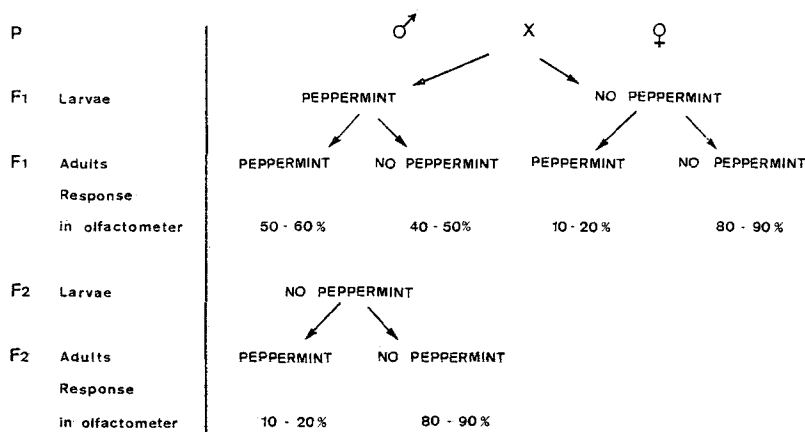 P ♂ X ♀
F1 Larvae PEPPERMINT NO PEPPERMINT
F1 Adults PEPPERMINT NO PEPPERMINT PEPPERMINT NO PEPPERMINT
Response
in olfactometer 50 - 60 % 40 - 50% 10 - 20 % 80 - 90 %
F2 Larvae NO PEPPERMINT
F2 Adults PEPPERMINT NO PEPPERMINT
Response
in olfactometer 10 - 20 % 80 - 90 %